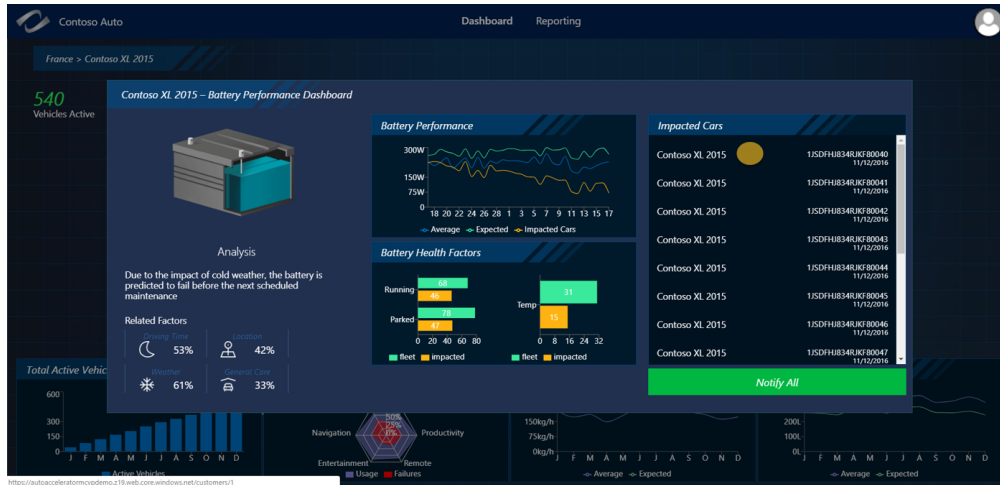 Contoso Auto
Dashboard
Reporting
France > Contoso XL 2015
540
Vehicles Active
Contoso XL 2015 – Battery Performance Dashboard
Analysis
Due to the impact of cold weather, the battery is
predicted to fail before the next scheduled
maintenance
Related Factors
Driving Time
53%
Location
42%
Weather
61%
General Care
33%
Battery Performance
300W
150W
75W
0
18 20 22 24 26 28 1 3 5 7 9 11 13 15 17
Average Expected Impacted Cars
Battery Health Factors
Running
68
46
Parked
78
47
0 20 40 60 80
fleet impacted
Temp
31
15
0 8 16 24 32
fleet impacted
Impacted Cars
Contoso XL 2015 1JSDFHJ834RJKF80040
11/12/2016
Contoso XL 2015 1JSDFHJ834RJKF80041
11/12/2016
Contoso XL 2015 1JSDFHJ834RJKF80042
11/12/2016
Contoso XL 2015 1JSDFHJ834RJKF80043
11/12/2016
Contoso XL 2015 1JSDFHJ834RJKF80044
11/12/2016
Contoso XL 2015 1JSDFHJ834RJKF80045
11/12/2016
Contoso XL 2015 1JSDFHJ834RJKF80046
11/12/2016
Contoso XL 2015 1JSDFHJ834RJKF80047
11/12/2016
Notify All
Total Active Vehic
600
300
150
0
J F M A M J J A S O N D
Active Vehicles
50%
25%
0%
Navigation
Productivity
Entertainment
Remote
Usage Failures
150kg/h
75kg/h
0kg/h
J F M A M J J A S O N D
Average Expected
200L
100L
0L
J F M A M J J A S O N D
Average Expected
https://autoacceleratormcvpdemo.z19.web.core.windows.net/customers/1